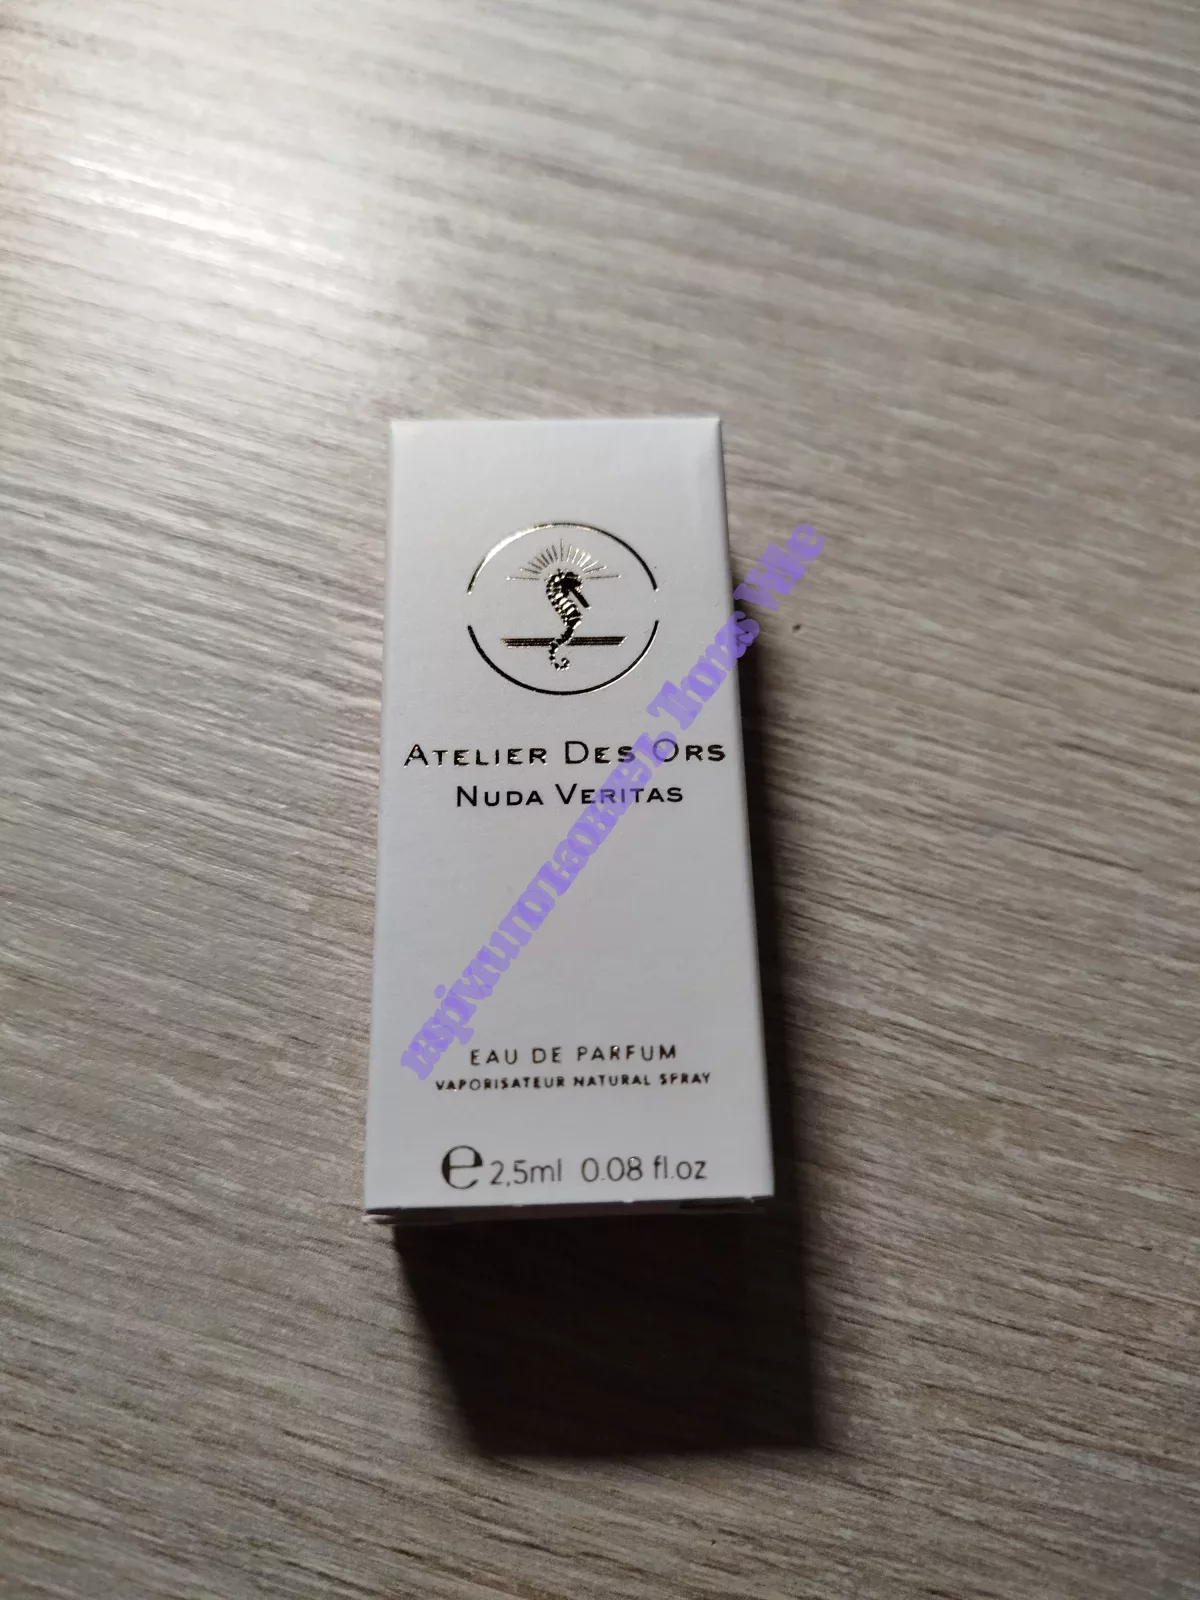 ATELIER DES ORS
NUDA VERITAS
EAU DE PARFUM
VAPORISATEUR NATURAL SPRAY
e 2,5ml 0.08 fl.oz